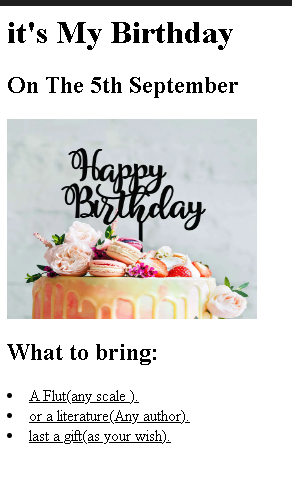 it's My Birthday
On The 5th September
Happy
Birthday
What to bring:
A Flut(any scale ).
or a literature(Any author).
last a gift(as your wish).